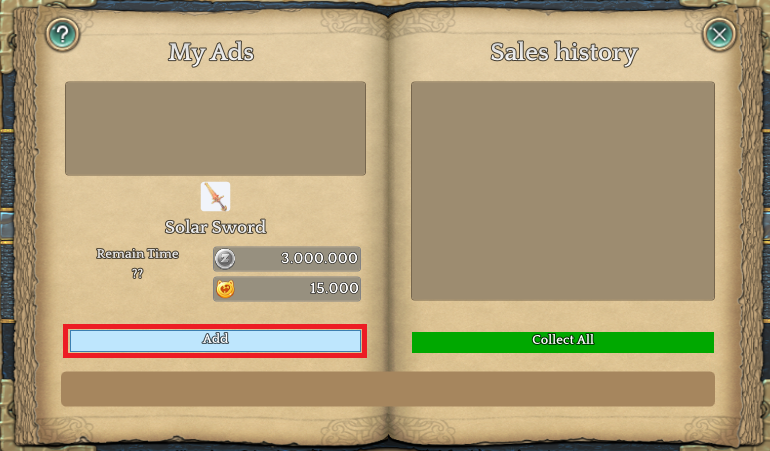 ?
My Ads
Solar Sword
Remain Time
??
3.000.000
15.000
Add
Sales history
Collect All